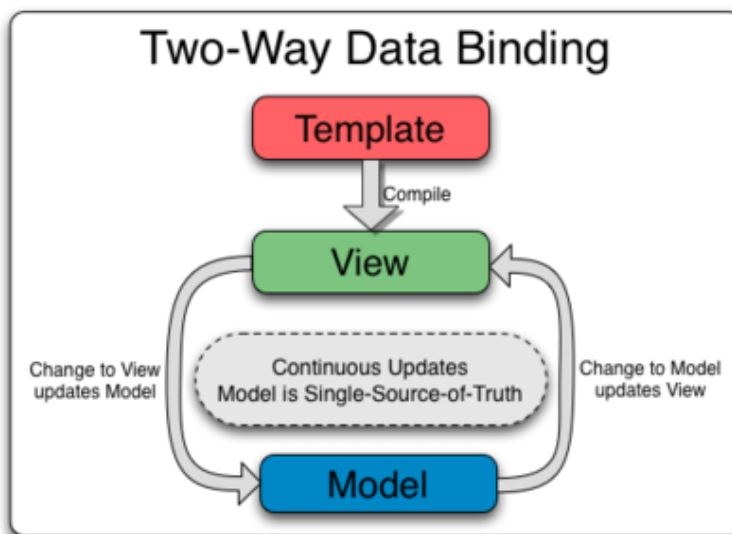 Two-Way Data Binding
Template
Compile
View
Change to View
updates Model
Continuous Updates
Model is Single-Source-of-Truth
Change to Model
updates View
Model